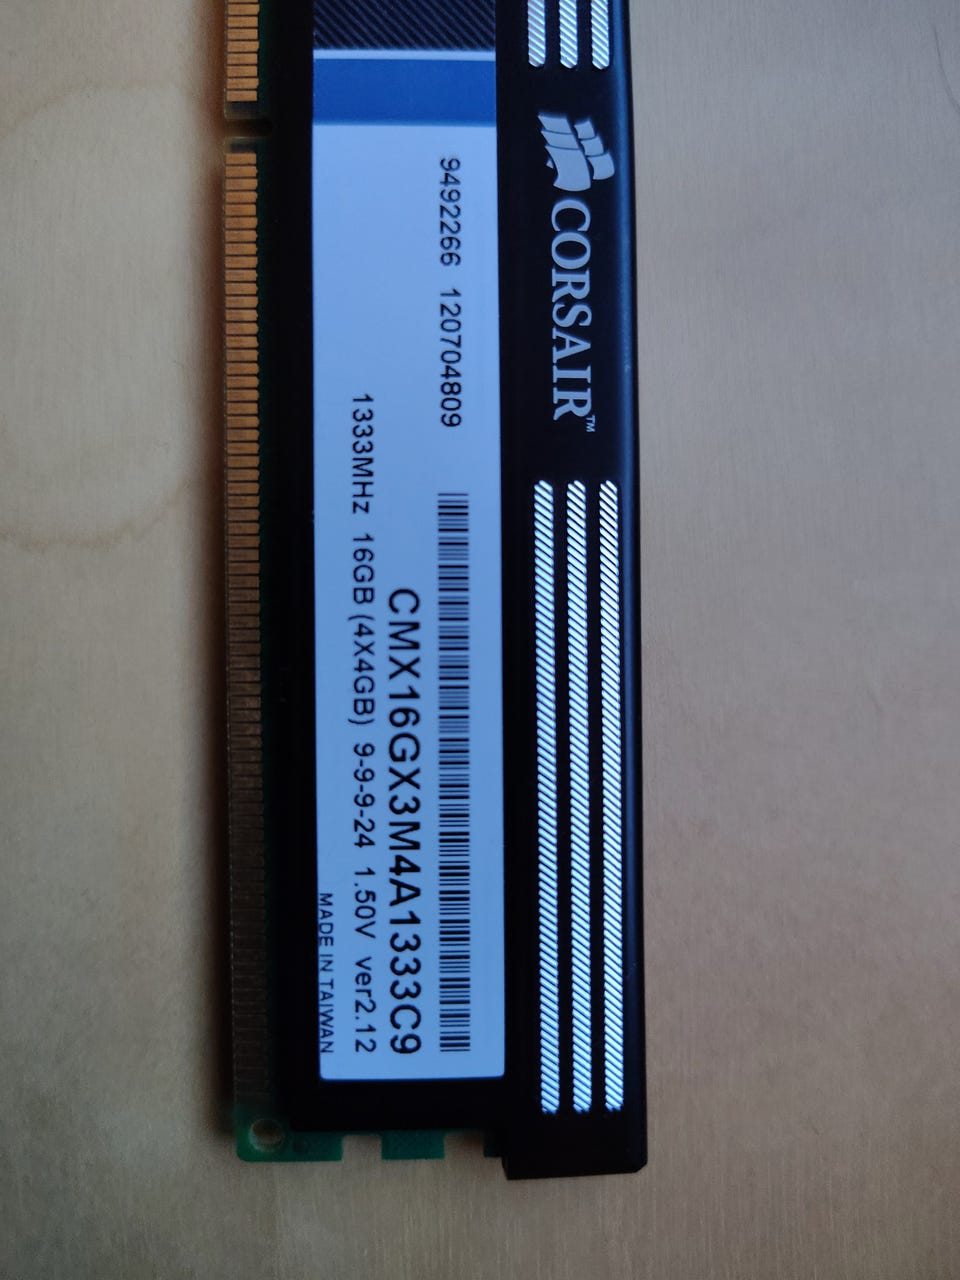 CORSAIR™
9492266 120704809
CMX16GX3M4A1333C9
1333MHz 16GB (4X4GB) 9-9-9-24 1.50V ver2.12
MADE IN TAIWAN